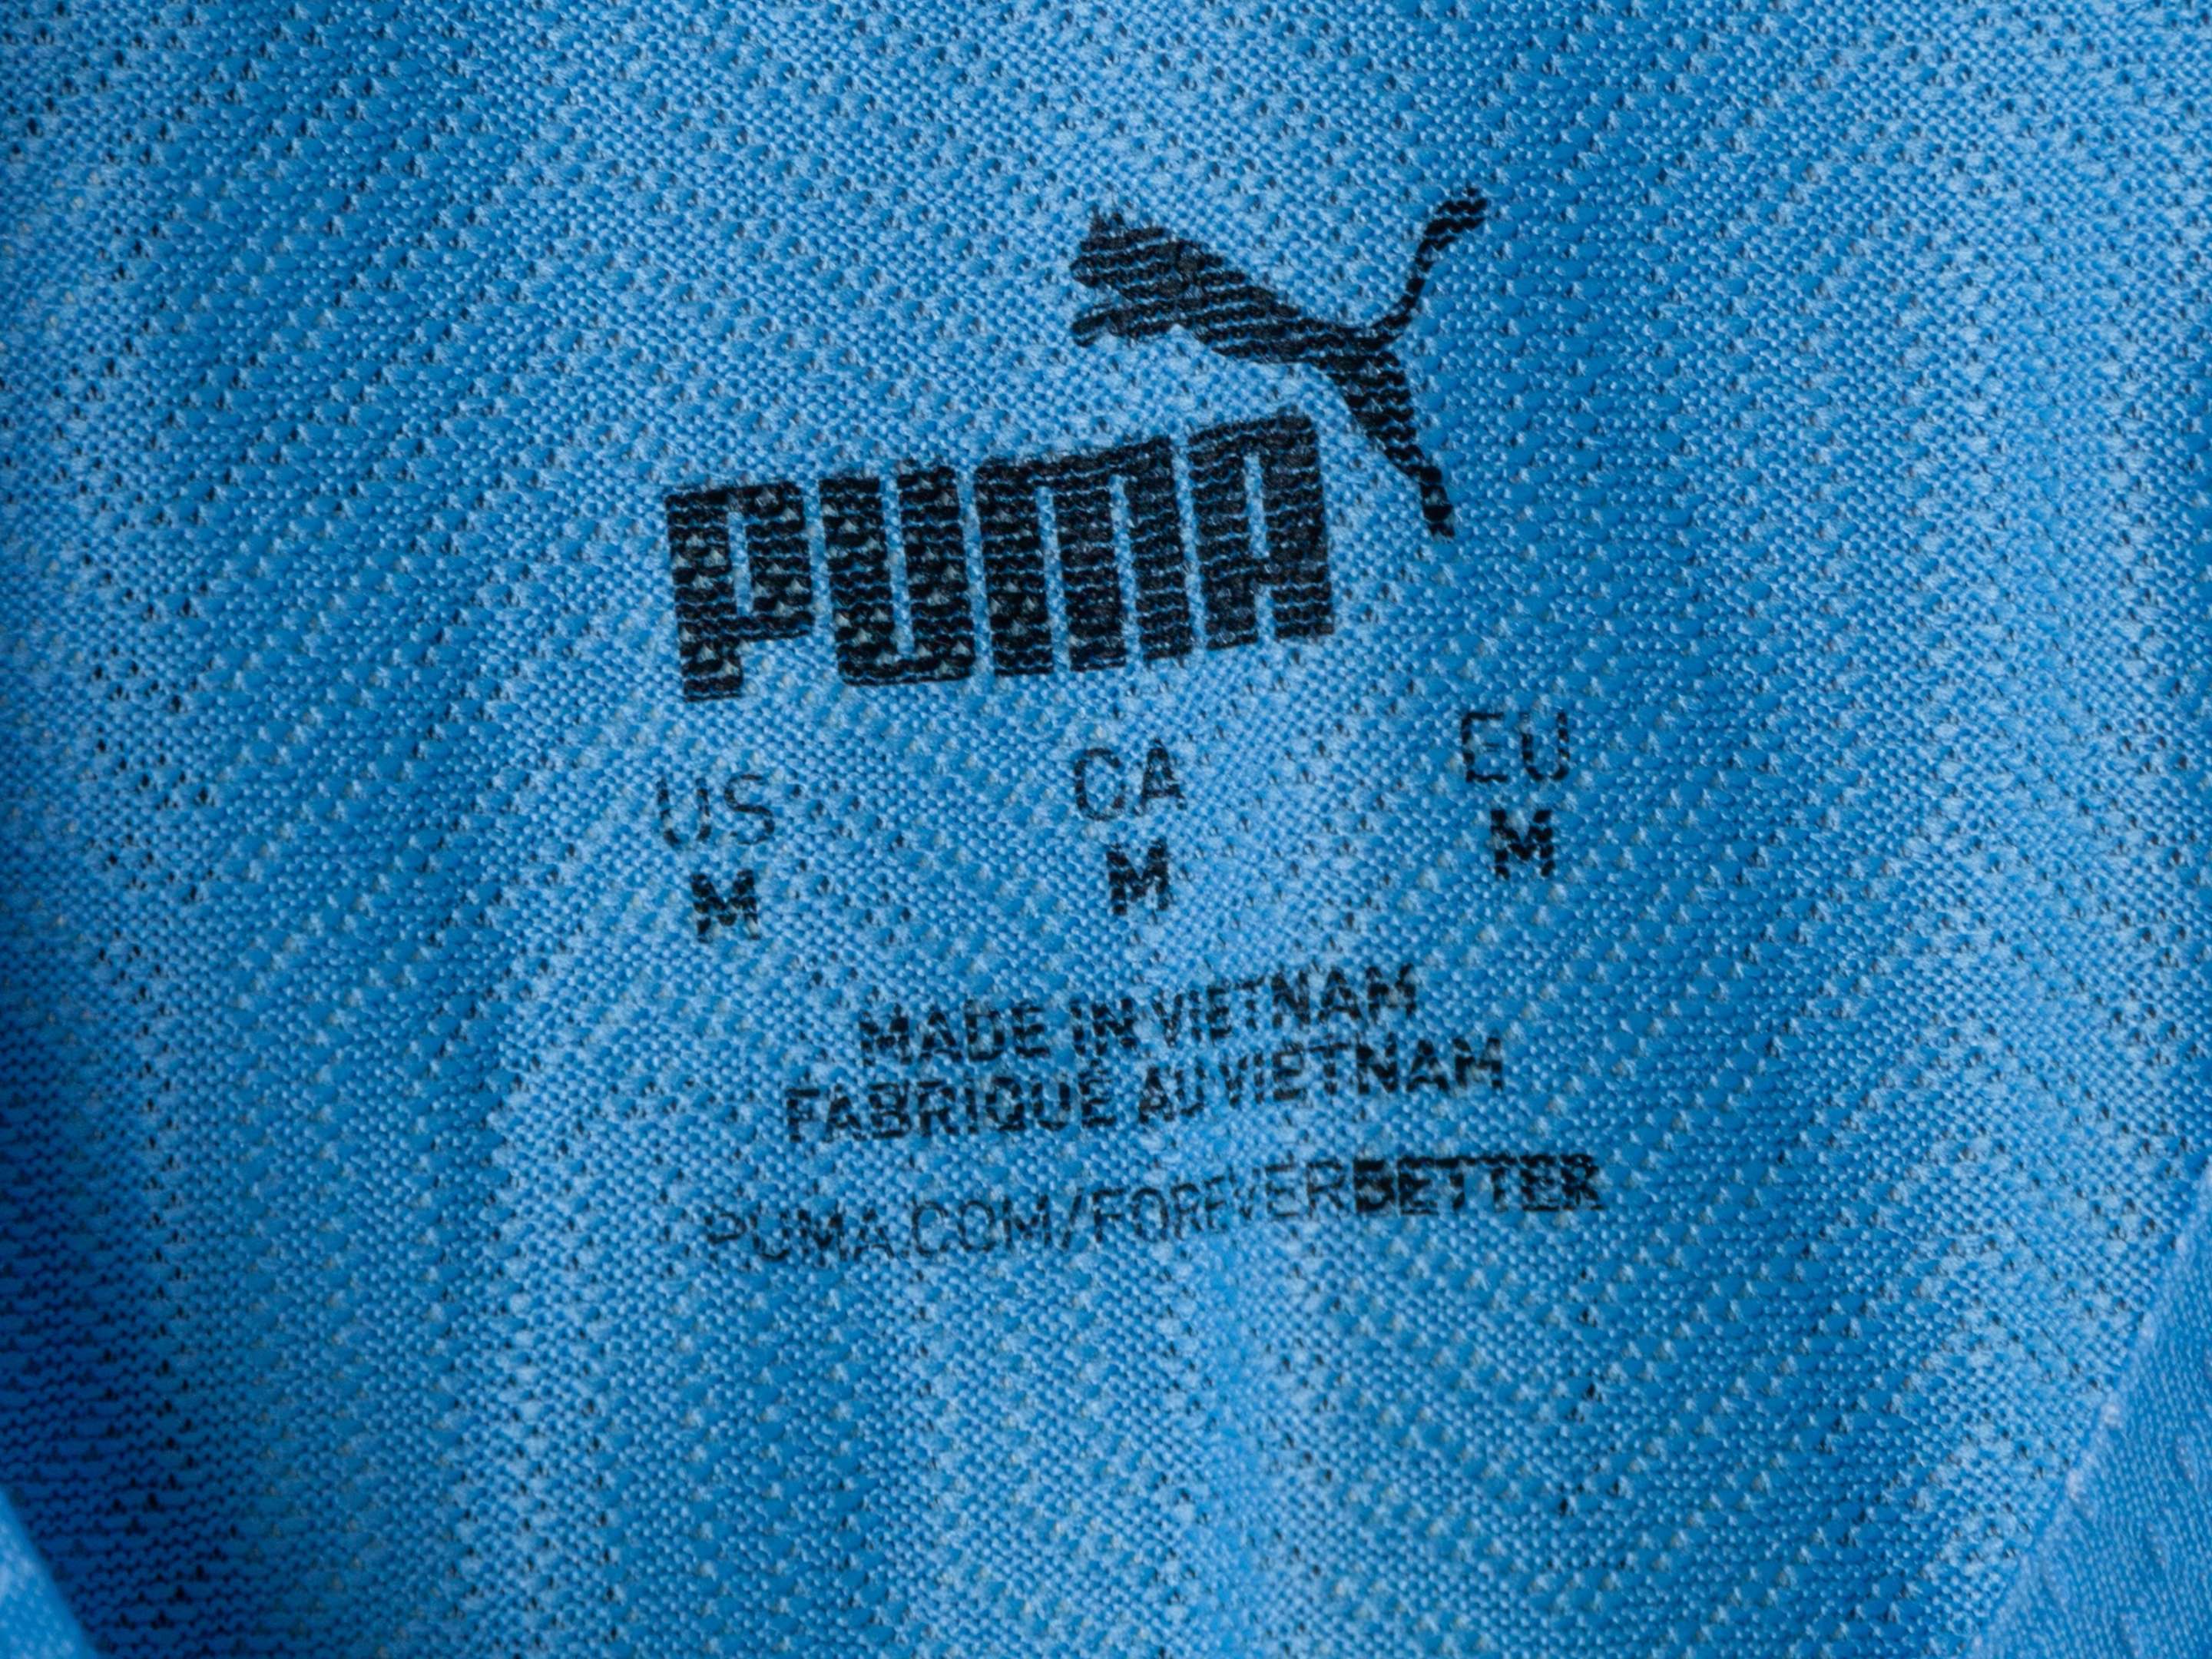 PUMA
US CA EU
M M M
MADE IN VIETNAM
FABRIQUÉ AU VIETNAM
PUMA.COM/FOREVERBETTER